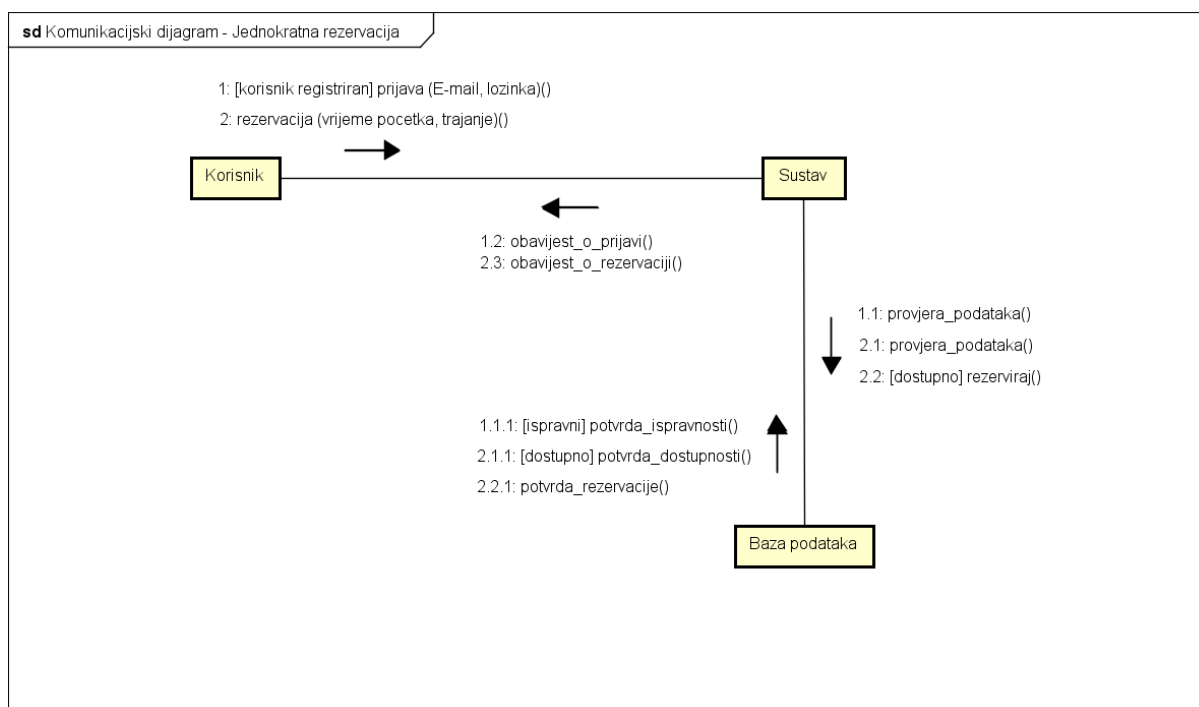 sd Komunikacijski dijagram - Jednokratna rezervacija
1: [korisnik registriran] prijava (E-mail, lozinka)()
2: rezervacija (vrijeme pocetka, trajanje)()
Korisnik
Sustav
1.2: obavijest_o_prijavi()
2.3: obavijest_o_rezervaciji()
1.1: provjera_podataka()
2.1: provjera_podataka()
2.2: [dostupno] rezerviraj()
1.1.1: [ispravni] potvrda_ispravnosti()
2.1.1: [dostupno] potvrda_dostupnosti()
2.2.1: potvrda_rezervacije()
Baza podataka